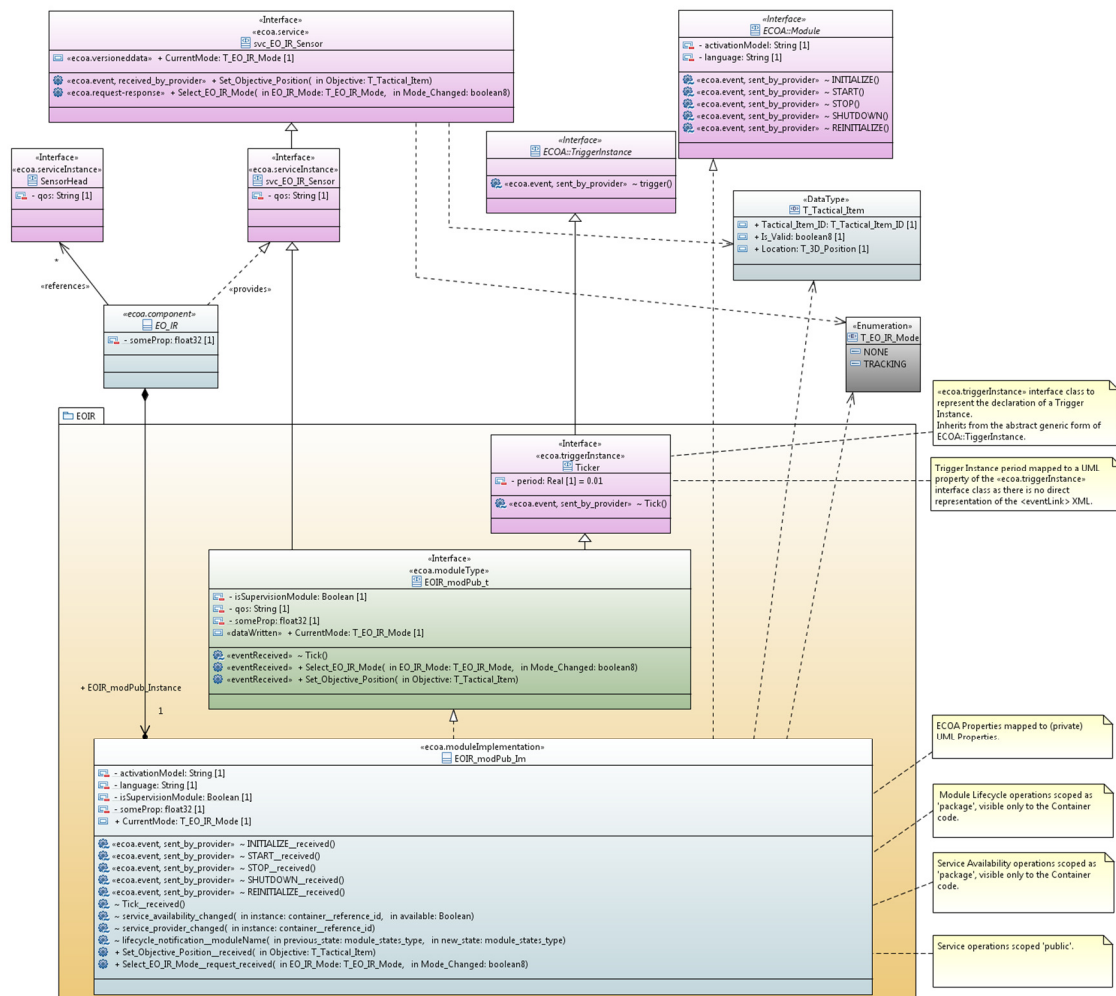 «Interface»
«ecoa.service»
svc_EO_IR_Sensor
«ecoa.versioneddata» + CurrentMode: T_EO_IR_Mode [1]
«ecoa.event, received_by_provider» + Set_Objective_Position( in Objective: T_Tactical_Item)
«ecoa.request-response» + Select_EO_IR_Mode( in EO_IR_Mode: T_EO_IR_Mode, in Mode_Changed: boolean8)
«Interface»
ECOA::Module
- activationModel: String [1]
- language: String [1]
«ecoa.event, sent_by_provider» ~ INITIALIZE()
«ecoa.event, sent_by_provider» ~ START()
«ecoa.event, sent_by_provider» ~ STOP()
«ecoa.event, sent_by_provider» ~ SHUTDOWN()
«ecoa.event, sent_by_provider» ~ REINITIALIZE()
«Interface»
ECOA::TriggerInstance
«ecoa.event, sent_by_provider» ~ trigger()
«Interface»
«ecoa.serviceInstance»
SensorHead
- qos: String [1]
«Interface»
«ecoa.serviceInstance»
svc_EO_IR_Sensor
- qos: String [1]
«DataType»
T_Tactical_Item
+ Tactical_Item_ID: T_Tactical_Item_ID [1]
+ Is_Valid: boolean8 [1]
+ Location: T_3D_Position [1]
*
«references»
«provides»
«ecoa.component»
EO_IR
- someProp: float32 [1]
«Enumeration»
T_EO_IR_Mode
NONE
TRACKING
EOIR
«ecoa.triggerInstance» interface class to
represent the declaration of a Trigger
Instance.
Inherits from the abstract generic form of
ECOA::TiggerInstance.
«Interface»
«ecoa.triggerInstance»
Ticker
- period: Real [1] = 0.01
«ecoa.event, sent_by_provider» ~ Tick()
Trigger Instance period mapped to a UML
property of the «ecoa.triggerInstance»
interface class as there is no direct
representation of the <eventLink> XML.
«Interface»
«ecoa.moduleType»
EOIR_modPub_t
- isSupervisionModule: Boolean [1]
- qos: String [1]
- someProp: float32 [1]
«dataWritten» + CurrentMode: T_EO_IR_Mode [1]
«eventReceived» ~ Tick()
«eventReceived» + Select_EO_IR_Mode( in EO_IR_Mode: T_EO_IR_Mode, in Mode_Changed: boolean8)
«eventReceived» + Set_Objective_Position( in Objective: T_Tactical_Item)
+ EOIR_modPub_Instance
1
«ecoa.moduleImplementation»
EOIR_modPub_Im
- activationModel: String [1]
- language: String [1]
- isSupervisionModule: Boolean [1]
- someProp: float32 [1]
+ CurrentMode: T_EO_IR_Mode [1]
«ecoa.event, sent_by_provider» ~ INITIALIZE__received()
«ecoa.event, sent_by_provider» ~ START__received()
«ecoa.event, sent_by_provider» ~ STOP__received()
«ecoa.event, sent_by_provider» ~ SHUTDOWN__received()
«ecoa.event, sent_by_provider» ~ REINITIALIZE__received()
~ Tick__received()
~ service_availability_changed( in instance: container__reference_id, in available: Boolean)
~ service_provider_changed( in instance: container__reference_id)
~ lifecycle_notification__moduleName( in previous_state: module_states_type, in new_state: module_states_type)
+ Set_Objective_Position__received( in Objective: T_Tactical_Item)
+ Select_EO_IR_Mode__request_received( in EO_IR_Mode: T_EO_IR_Mode, in Mode_Changed: boolean8)
ECOA Properties mapped to (private)
UML Properties.
Module Lifecycle operations scoped as
'package', visible only to the Container
code.
Service Availability operations scoped as
'package', visible only to the Container
code.
Service operations scoped 'public'.